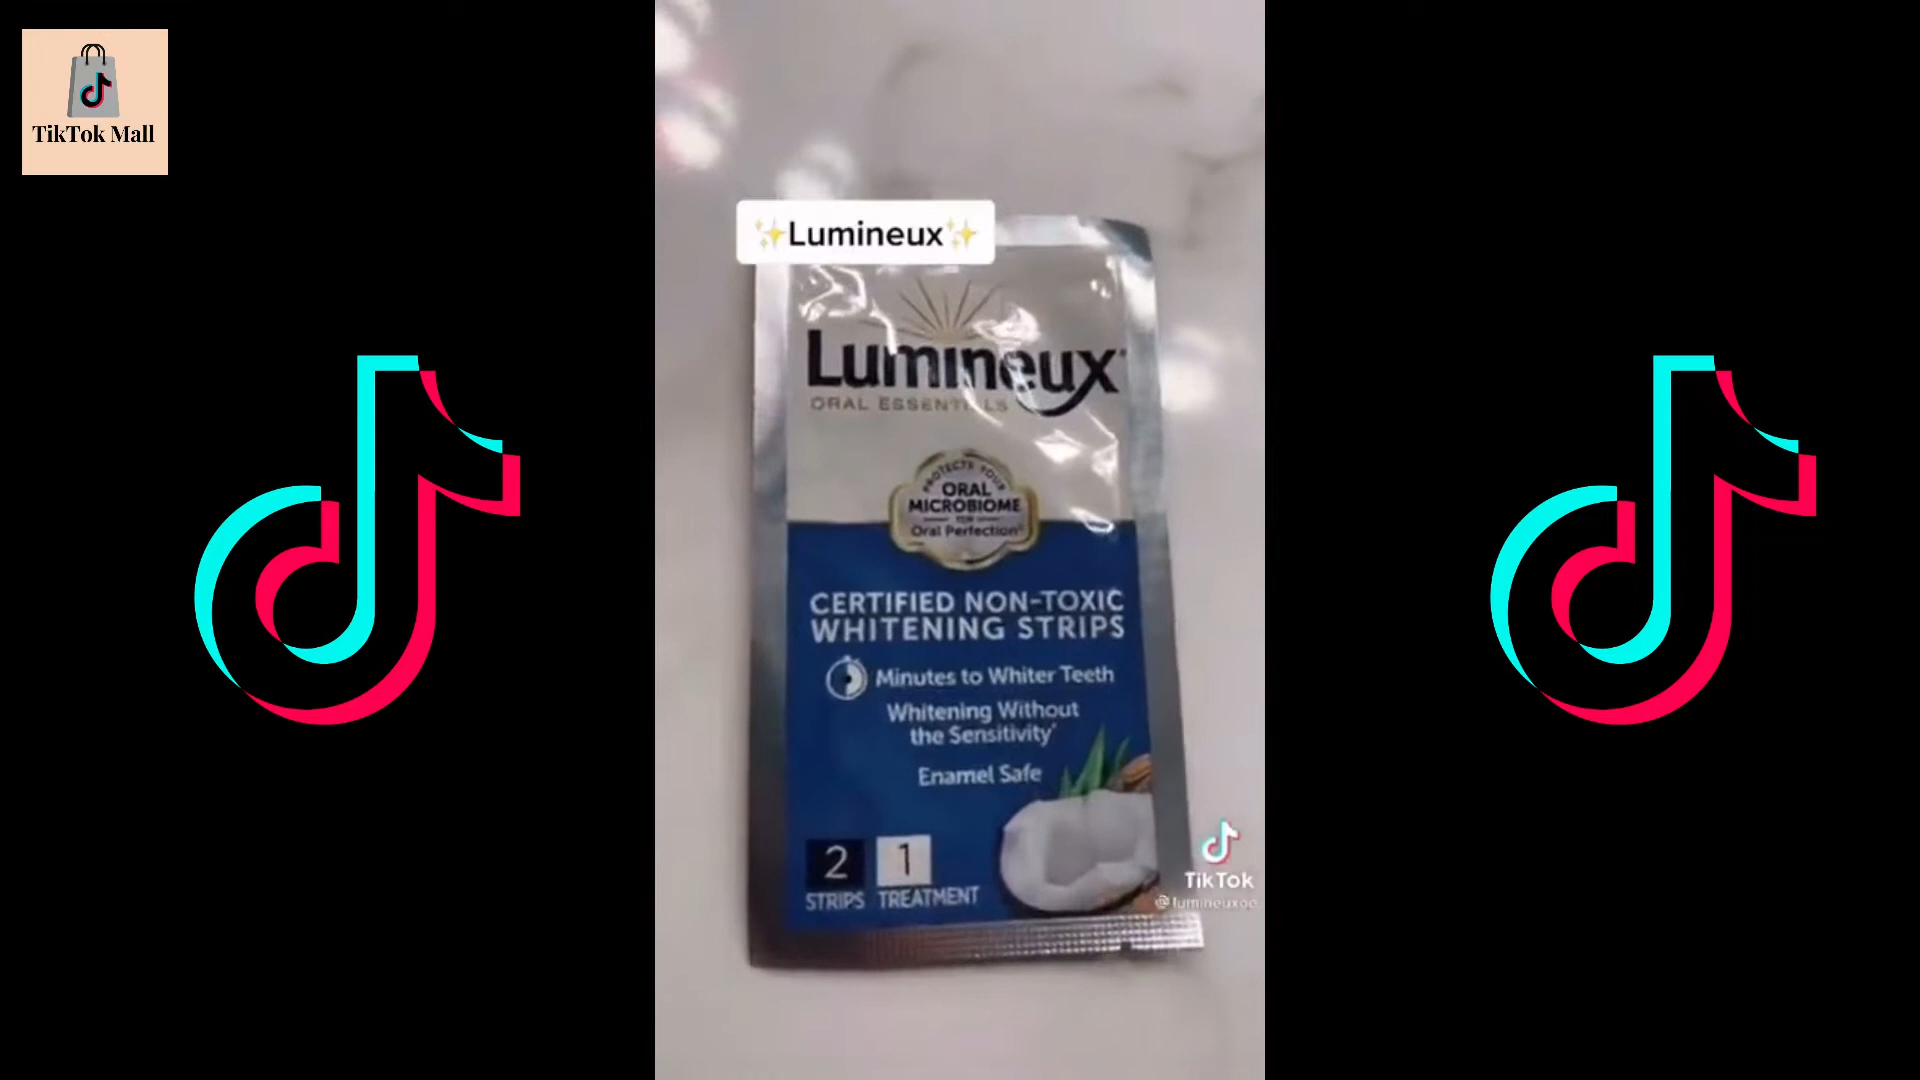 TikTok Mall
✨Lumineux✨
Lumineux
ORAL ESSENTIALS
PROTECTS YOUR
ORAL
MICROBIOME
FOR
Oral Perfection®
CERTIFIED NON-TOXIC
WHITENING STRIPS
Minutes to Whiter Teeth
Whitening Without
the Sensitivity*
Enamel Safe
2
STRIPS
1
TREATMENT
TikTok
@lumineuxoe